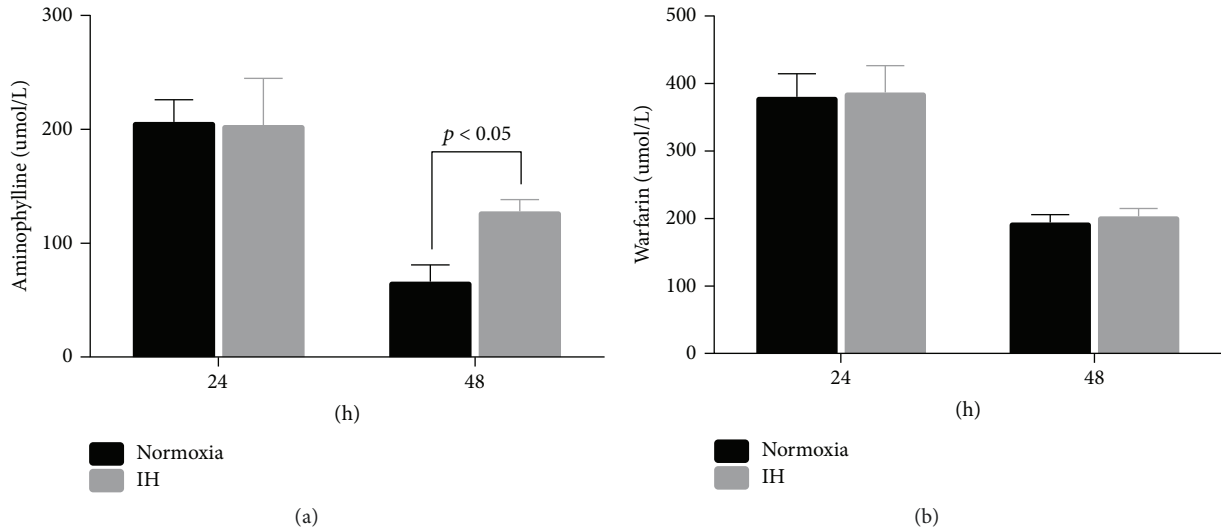 300
200
100
0
Aminophylline (umol/L)
p < 0.05
24
48
(h)
Normoxia
IH
(a)
500
400
300
200
100
0
Warfarin (umol/L)
24
48
(h)
Normoxia
IH
(b)